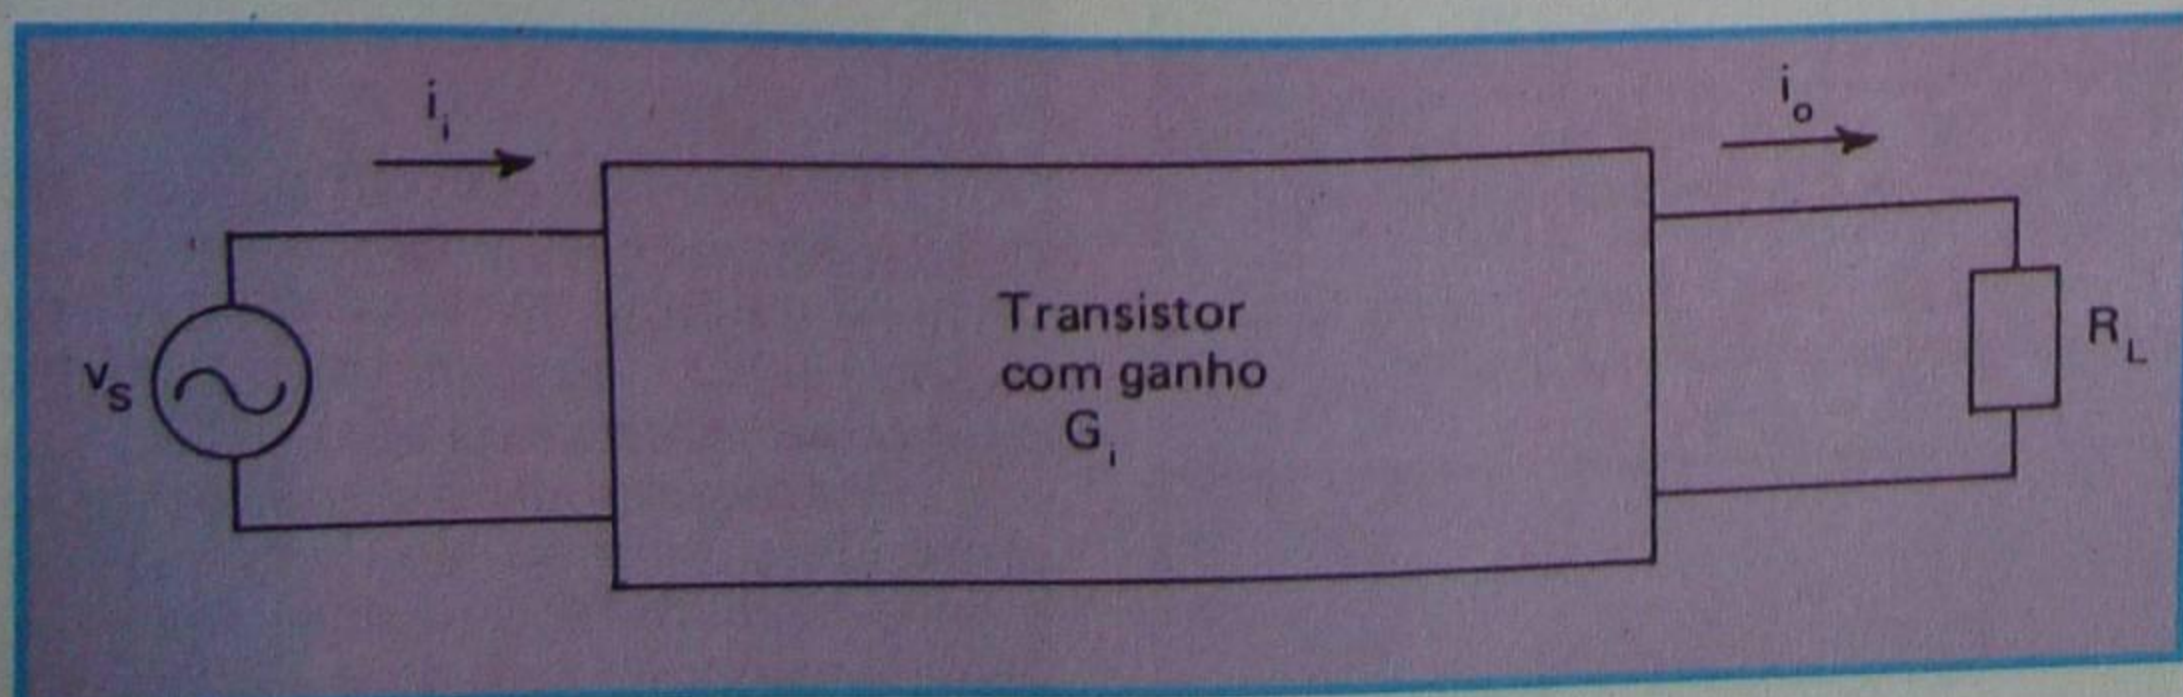 i_i
i_o
Transistor
com ganho
G_i
v_S
R_L